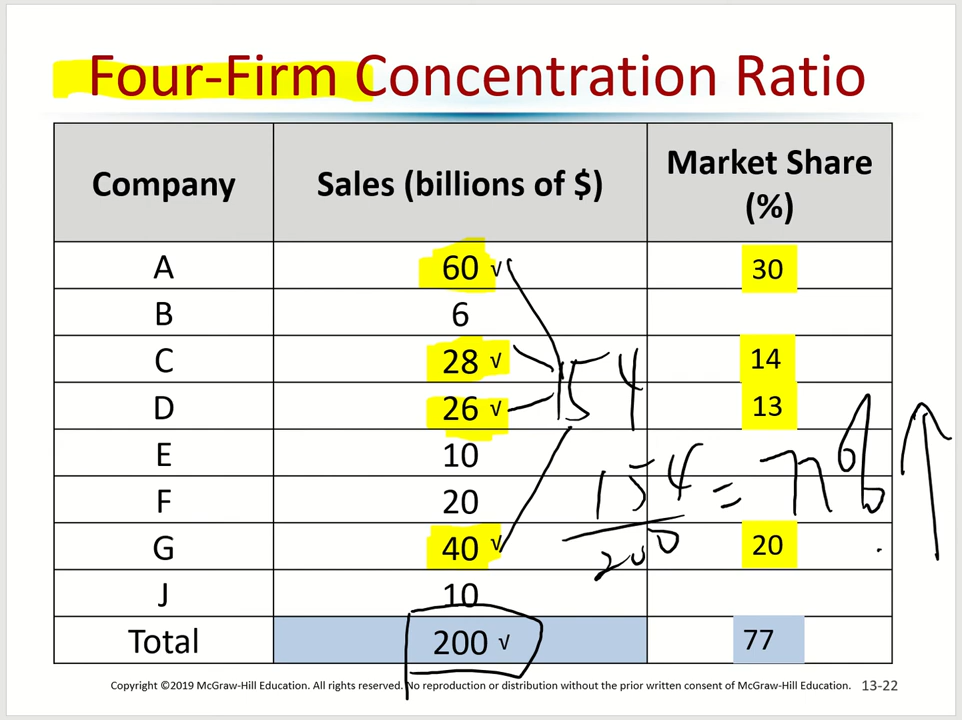 Four-Firm Concentration Ratio
Company Sales (billions of $) Market Share (%)
A 60 √ 30
B 6
C 28 √ 14
D 26 √ 13
154
E 10
F 20
154 / 200 = 77%
G 40 √ 20
J 10
Total 200 √ 77
Copyright ©2019 McGraw-Hill Education. All rights reserved. No reproduction or distribution without the prior written consent of McGraw-Hill Education. 13-22